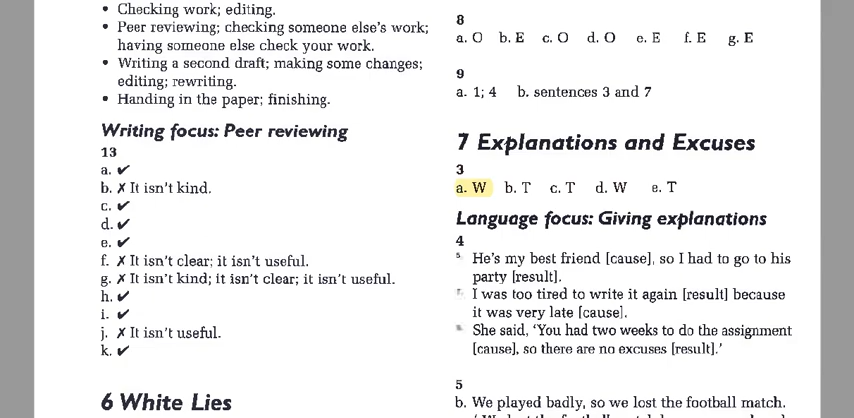 • Checking work; editing.
• Peer reviewing; checking someone else's work;
having someone else check your work.
• Writing a second draft; making some changes;
editing; rewriting.
• Handing in the paper; finishing.
Writing focus: Peer reviewing
13
a. ✔
b. ✗ It isn't kind.
c. ✔
d. ✔
e. ✔
f. ✗ It isn't clear; it isn't useful.
g. ✗ It isn't kind; it isn't clear; it isn't useful.
h. ✔
i. ✔
j. ✗ It isn't useful.
k. ✔
6 White Lies
8
a. O b. E c. O d. O e. E f. E g. E
9
a. 1; 4 b. sentences 3 and 7
7 Explanations and Excuses
3
a. W b. T c. T d. W e. T
Language focus: Giving explanations
4
He's my best friend [cause], so I had to go to his
party [result].
I was too tired to write it again [result] because
it was very late [cause].
She said, 'You had two weeks to do the assignment
[cause], so there are no excuses [result].'
5
b. We played badly, so we lost the football match.